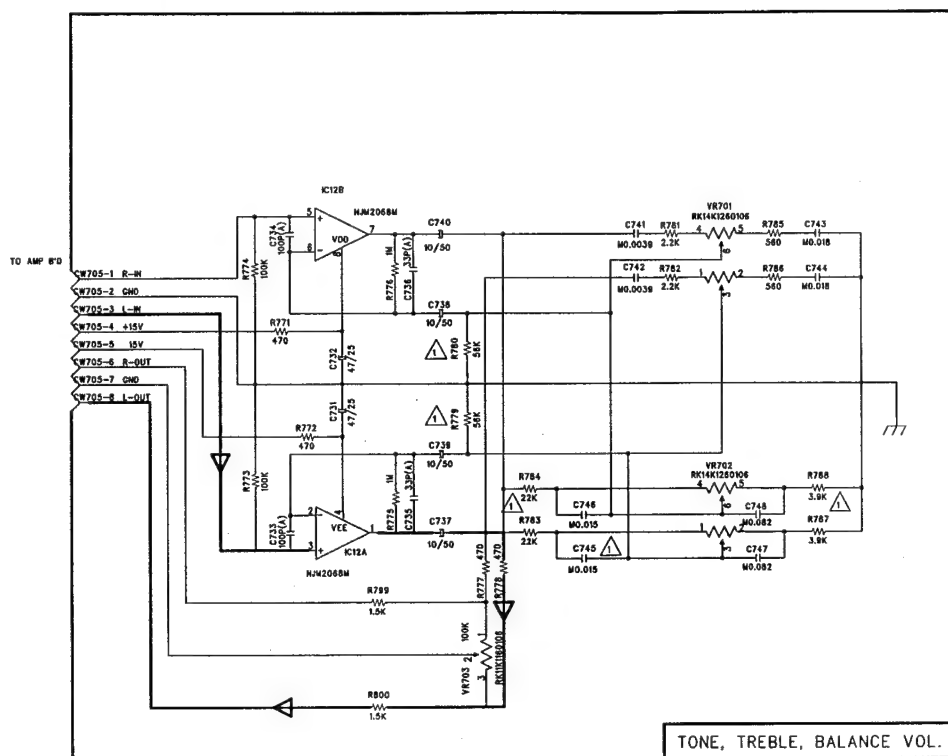 IC12B
NJM2068M
C734
100P(A)
5
6
7
VDD
8
C740
10/50
1M
R776
33P(A)
C736
C738
10/50
C741
M0.0039
R781
2.2K
VR701
RK14K1260106
4
5
6
R785
560
C743
M0.018
C742
M0.0039
R782
2.2K
1
2
3
R786
560
C744
M0.018
TO AMP B'D
R774
100K
CW705-1 R-IN
CW705-2 GND
CW705-3 L-IN
CW705-4 +15V
CW705-5 15V
CW705-6 R-OUT
CW705-7 GND
CW705-8 L-OUT
R771
470
C732
47/25
1
R780
56K
C731
47/25
1
R779
56K
R772
470
R773
100K
C739
10/50
C733
100P(A)
2
3
4
1
VEE
IC12A
NJM2068M
1M
R775
33P(A)
C735
C737
10/50
R784
22K
1
R783
22K
C746
M0.015
C745
M0.015
1
VR702
RK14K1260106
4
5
6
C748
M0.082
1
2
3
C747
M0.082
R788
3.9K
1
R787
3.9K
470
R777
470
R778
R799
1.5K
100K
1
2
3
VR703
RK11K1160106
R800
1.5K
TONE, TREBLE, BALANCE VOL.